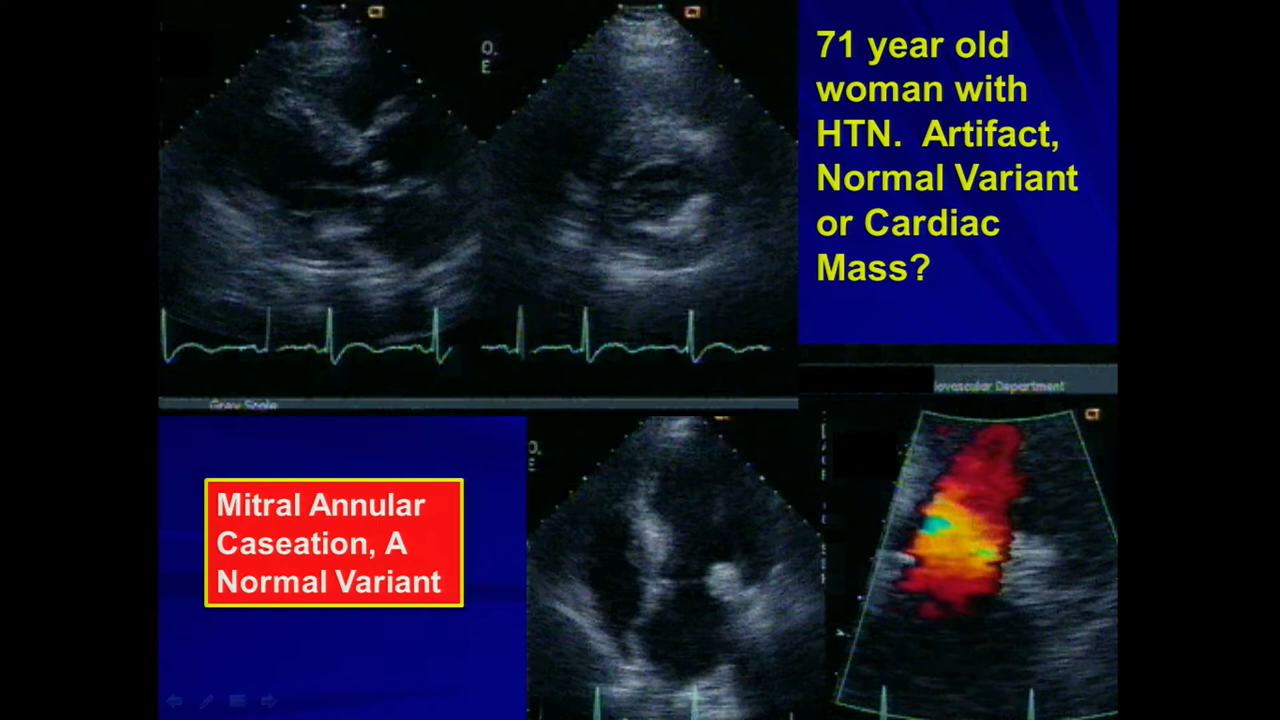 O.
E
71 year old
woman with
HTN. Artifact,
Normal Variant
or Cardiac
Mass?
iovascular Department
Gray Scale
Mitral Annular
Caseation, A
Normal Variant
E